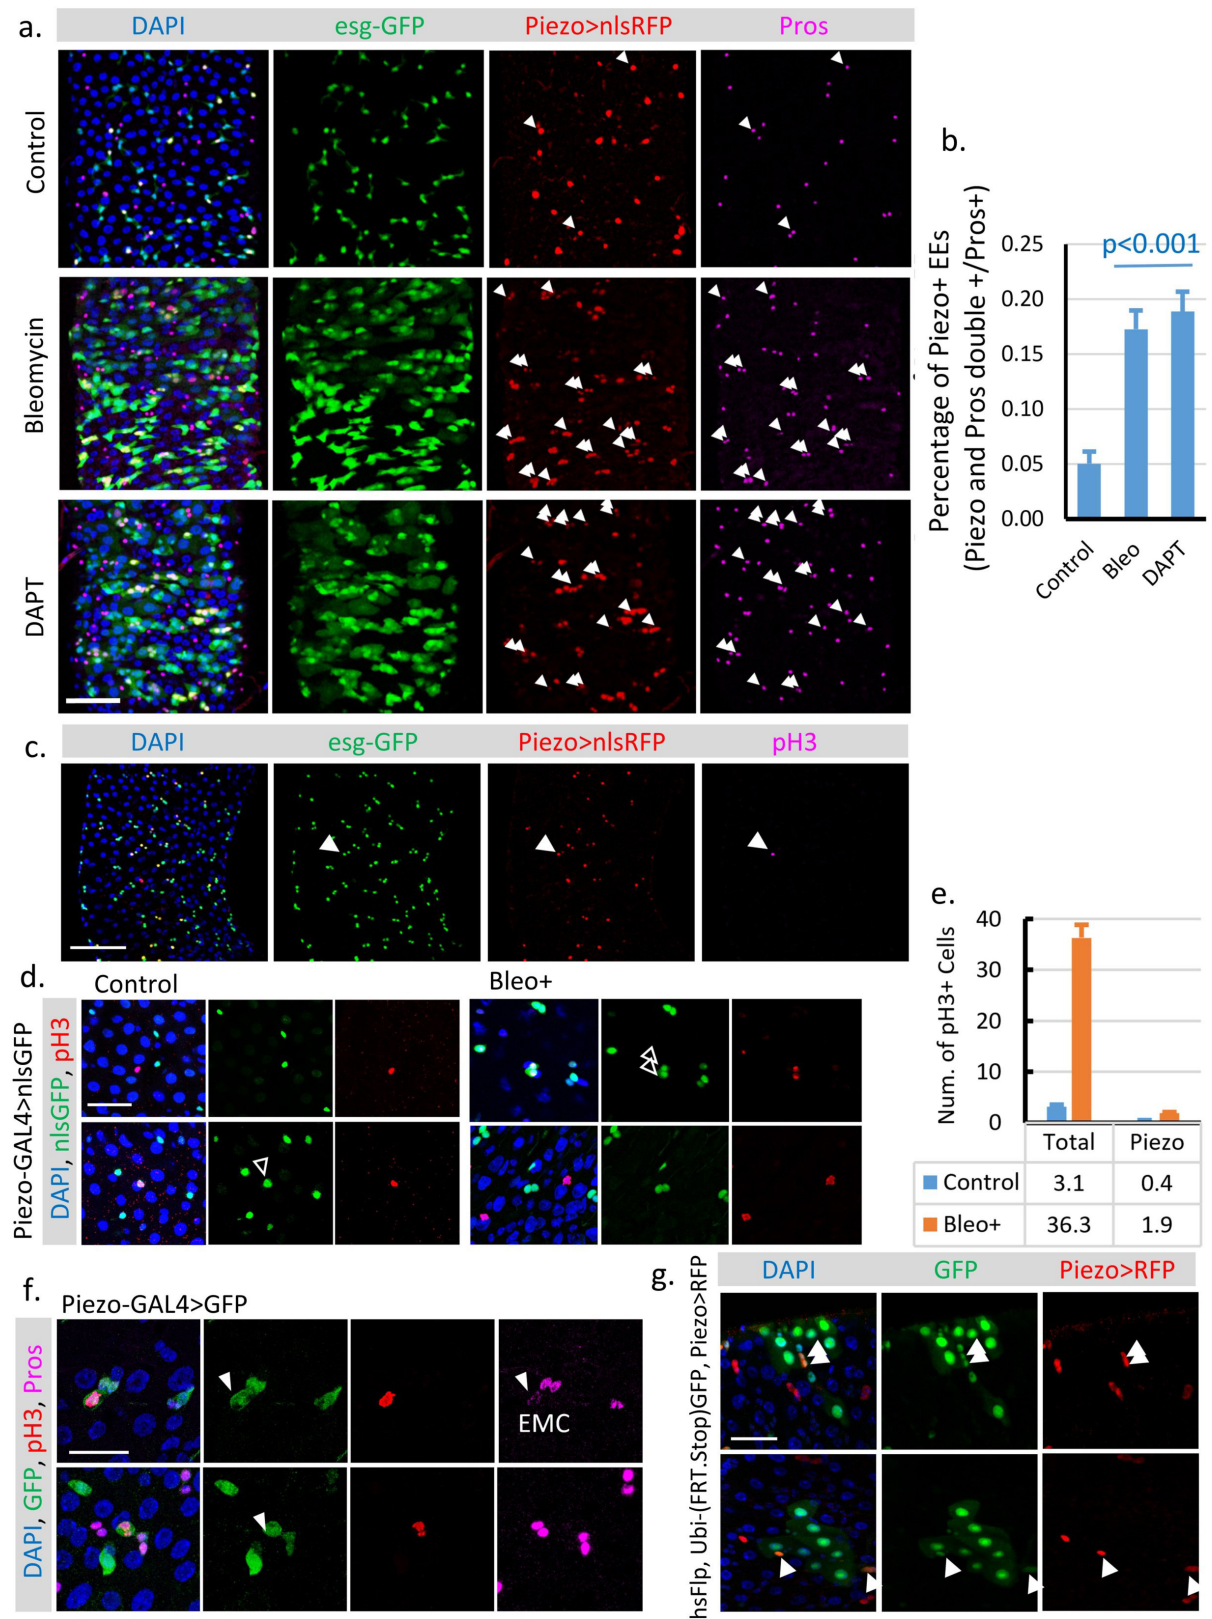 a.
DAPI esg-GFP Piezo>nlsRFP Pros
Control
Bleomycin
DAPT
b.
Percentage of Piezo+ EEs
(Piezo and Pros double +/Pros+)
p<0.001
0.25
0.20
0.15
0.10
0.05
0.00
Control
Bleo
DAPT
c.
DAPI esg-GFP Piezo>nlsRFP pH3
d.
Control Bleo+
Piezo-GAL4>nlsGFP
DAPI, nlsGFP, pH3
e.
Num. of pH3+ Cells
40
30
20
10
0
Total Piezo
Control 3.1 0.4
Bleo+ 36.3 1.9
f.
Piezo-GAL4>GFP
DAPI, GFP, pH3, Pros
EMC
g.
DAPI GFP Piezo>RFP
hsFlp, Ubi-(FRT.Stop)GFP, Piezo>RFP